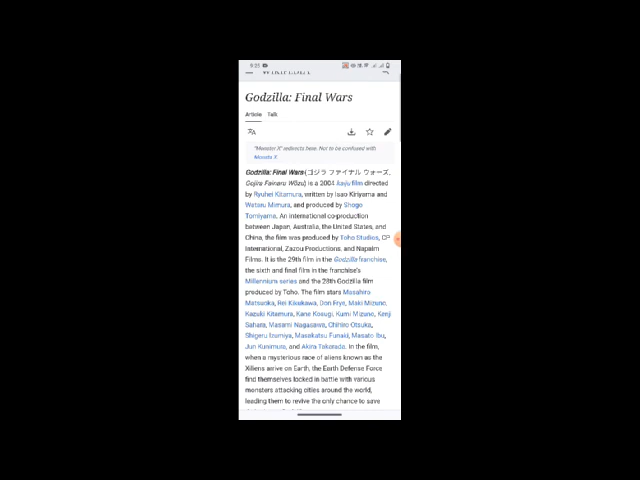 9:25
Godzilla: Final Wars
Article Talk
"Monster X" redirects here. Not to be confused with
Monsta X.
Godzilla: Final Wars (ゴジラ ファイナル ウォーズ,
Gojira Fainaru Wōzu) is a 2004 kaiju film directed
by Ryuhei Kitamura, written by Isao Kiriyama and
Wataru Mimura, and produced by Shogo
Tomiyama. An international co-production
between Japan, Australia, the United States, and
China, the film was produced by Toho Studios, CP
International, Zazou Productions, and Napalm
Films. It is the 29th film in the Godzilla franchise,
the sixth and final film in the franchise's
Millennium series and the 28th Godzilla film
produced by Toho. The film stars Masahiro
Matsuoka, Rei Kikukawa, Don Frye, Maki Mizuno,
Kazuki Kitamura, Kane Kosugi, Kumi Mizuno, Kenji
Sahara, Masami Nagasawa, Chihiro Otsuka,
Shigeru Izumiya, Masakatsu Funaki, Masato Ibu,
Jun Kunimura, and Akira Takarada. In the film,
when a mysterious race of aliens known as the
Xiliens arrive on Earth, the Earth Defense Force
find themselves locked in battle with various
monsters attacking cities around the world,
leading them to revive the only chance to save